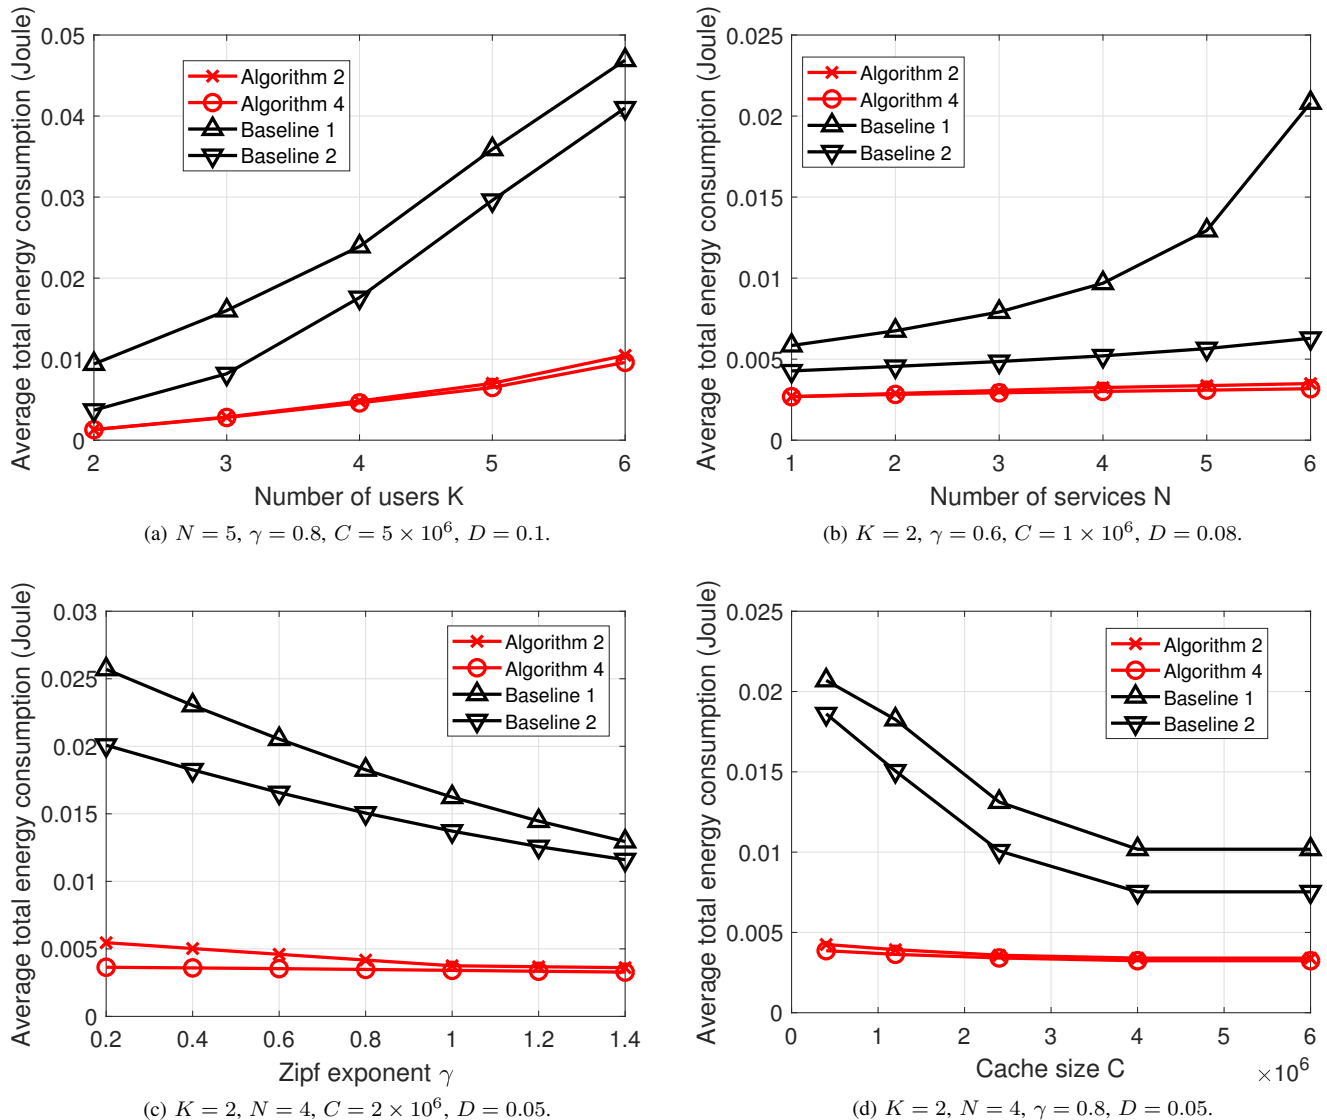 Average total energy consumption (Joule)
0.05
0.04
0.03
0.02
0.01
0
Algorithm 2
Algorithm 4
Baseline 1
Baseline 2
2 3 4 5 6
Number of users K
(a) N = 5, γ = 0.8, C = 5 × 10⁶, D = 0.1.
Average total energy consumption (Joule)
0.025
0.02
0.015
0.01
0.005
0
Algorithm 2
Algorithm 4
Baseline 1
Baseline 2
1 2 3 4 5 6
Number of services N
(b) K = 2, γ = 0.6, C = 1 × 10⁶, D = 0.08.
Average total energy consumption (Joule)
0.03
0.025
0.02
0.015
0.01
0.005
0
Algorithm 2
Algorithm 4
Baseline 1
Baseline 2
0.2 0.4 0.6 0.8 1 1.2 1.4
Zipf exponent γ
(c) K = 2, N = 4, C = 2 × 10⁶, D = 0.05.
Average total energy consumption (Joule)
0.025
0.02
0.015
0.01
0.005
0
Algorithm 2
Algorithm 4
Baseline 1
Baseline 2
0 1 2 3 4 5 6
Cache size C ×10⁶
(d) K = 2, N = 4, γ = 0.8, D = 0.05.